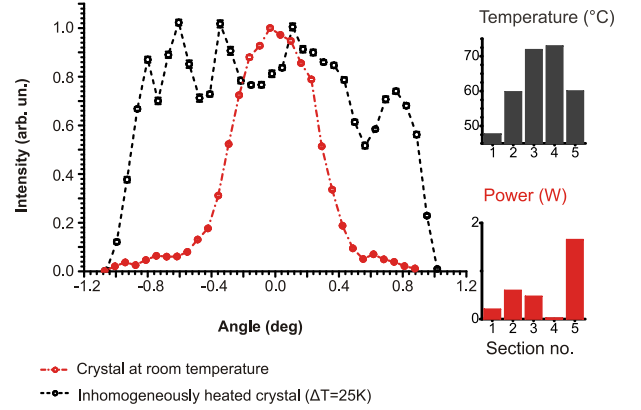 Temperature (°C)
70
60
50
1 2 3 4 5
Power (W)
2
1
0
1 2 3 4 5
Section no.
Intensity (arb. un.)
1.0
0.8
0.6
0.4
0.2
0.0
-1.2 -0.8 -0.4 0.0 0.4 0.8 1.2
Angle (deg)
Crystal at room temperature
Inhomogeneously heated crystal (ΔT=25K)